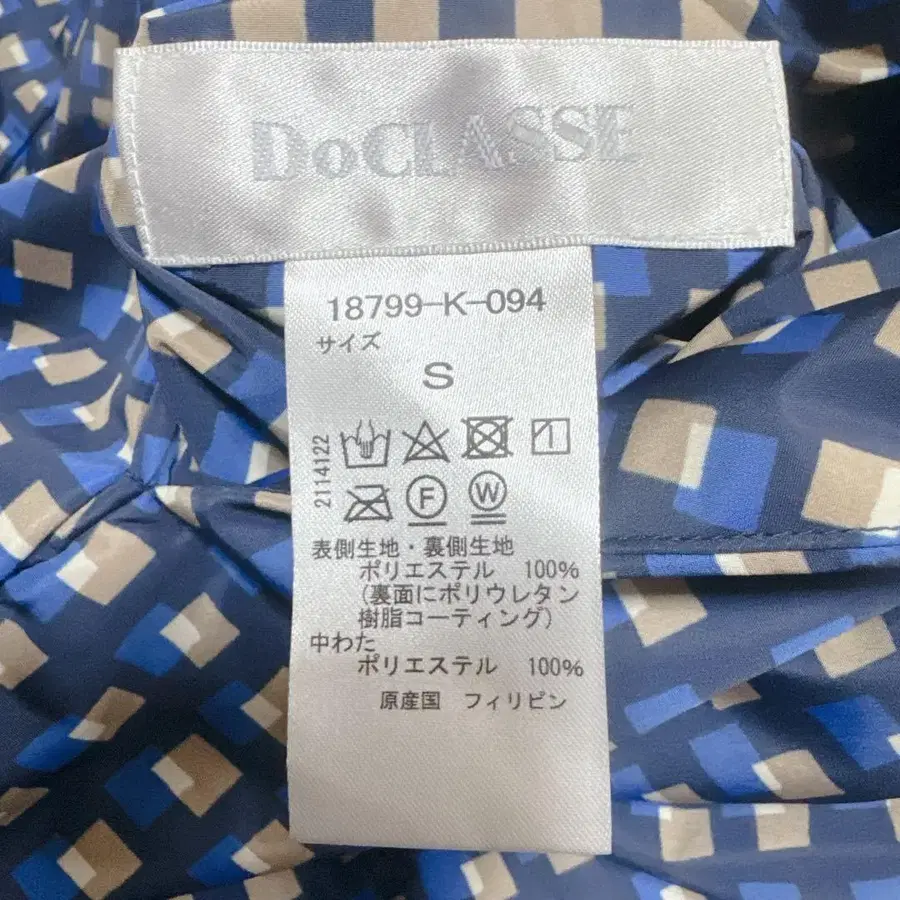 DoCLASSE
18799-K-094
サイズ
S
2114122
F
W
表側生地・裏側生地
ポリエステル 100%
(裏面にポリウレタン
樹脂コーティング)
中わた
ポリエステル 100%
原産国 フィリピン